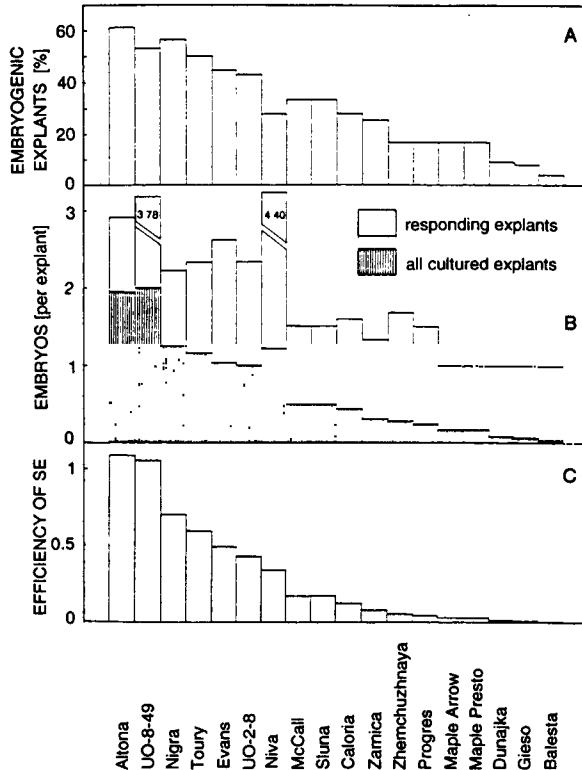 A
EMBRYOGENIC
EXPLANTS [%]
60
40
20
0
B
EMBRYOS [per explant]
3
2
1
0
3 78
4 40
responding explants
all cultured explants
C
EFFICIENCY OF SE
1
0.5
0
Altona
UO-8-49
Nigra
Toury
Evans
UO-2-8
Niva
McCall
Sluna
Caloria
Zarnica
Zhemchuzhnaya
Progres
Maple Arrow
Maple Presto
Dunajka
Gieso
Balesta